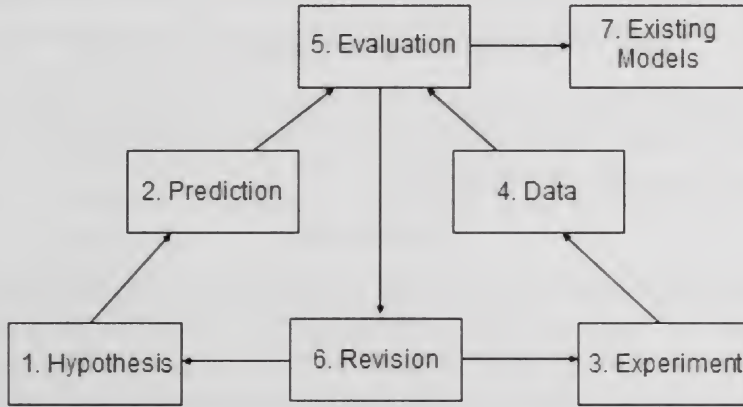 5. Evaluation
7. Existing
Models
2. Prediction
4. Data
1. Hypothesis
6. Revision
3. Experiment